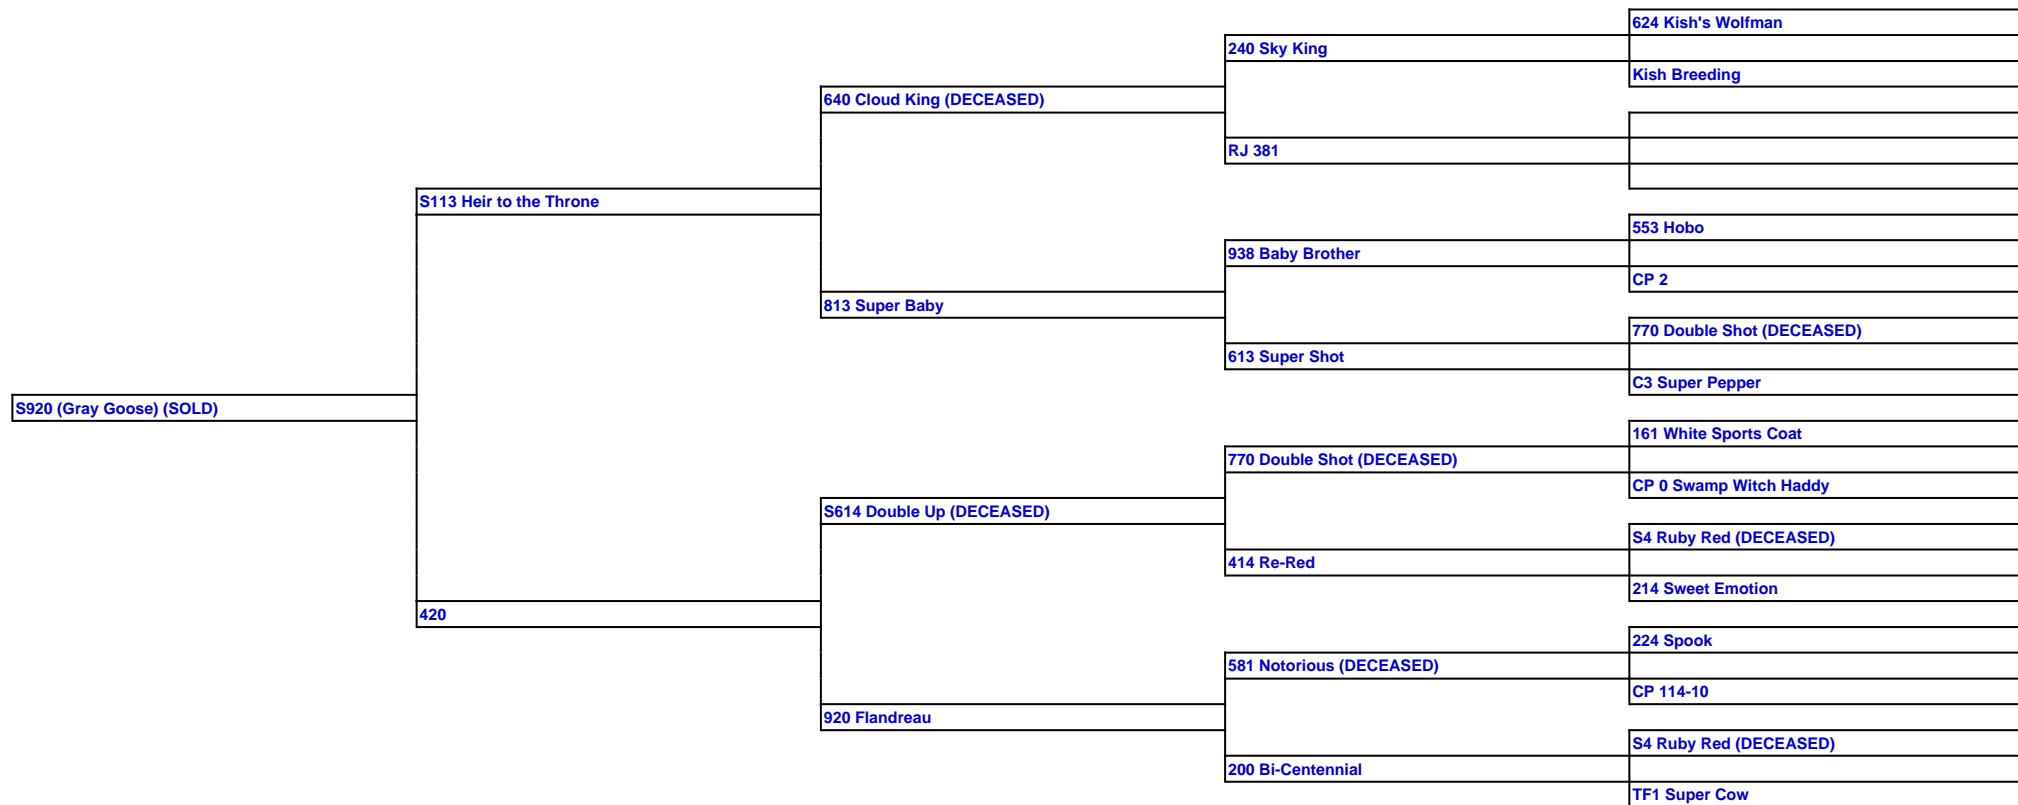 624 Kish's Wolfman
240 Sky King
Kish Breeding
640 Cloud King (DECEASED)
RJ 381
S113 Heir to the Throne
553 Hobo
938 Baby Brother
CP 2
813 Super Baby
770 Double Shot (DECEASED)
613 Super Shot
C3 Super Pepper
S920 (Gray Goose) (SOLD)
161 White Sports Coat
770 Double Shot (DECEASED)
CP 0 Swamp Witch Haddy
S614 Double Up (DECEASED)
S4 Ruby Red (DECEASED)
414 Re-Red
214 Sweet Emotion
420
224 Spook
581 Notorious (DECEASED)
CP 114-10
920 Flandreau
S4 Ruby Red (DECEASED)
200 Bi-Centennial
TF1 Super Cow